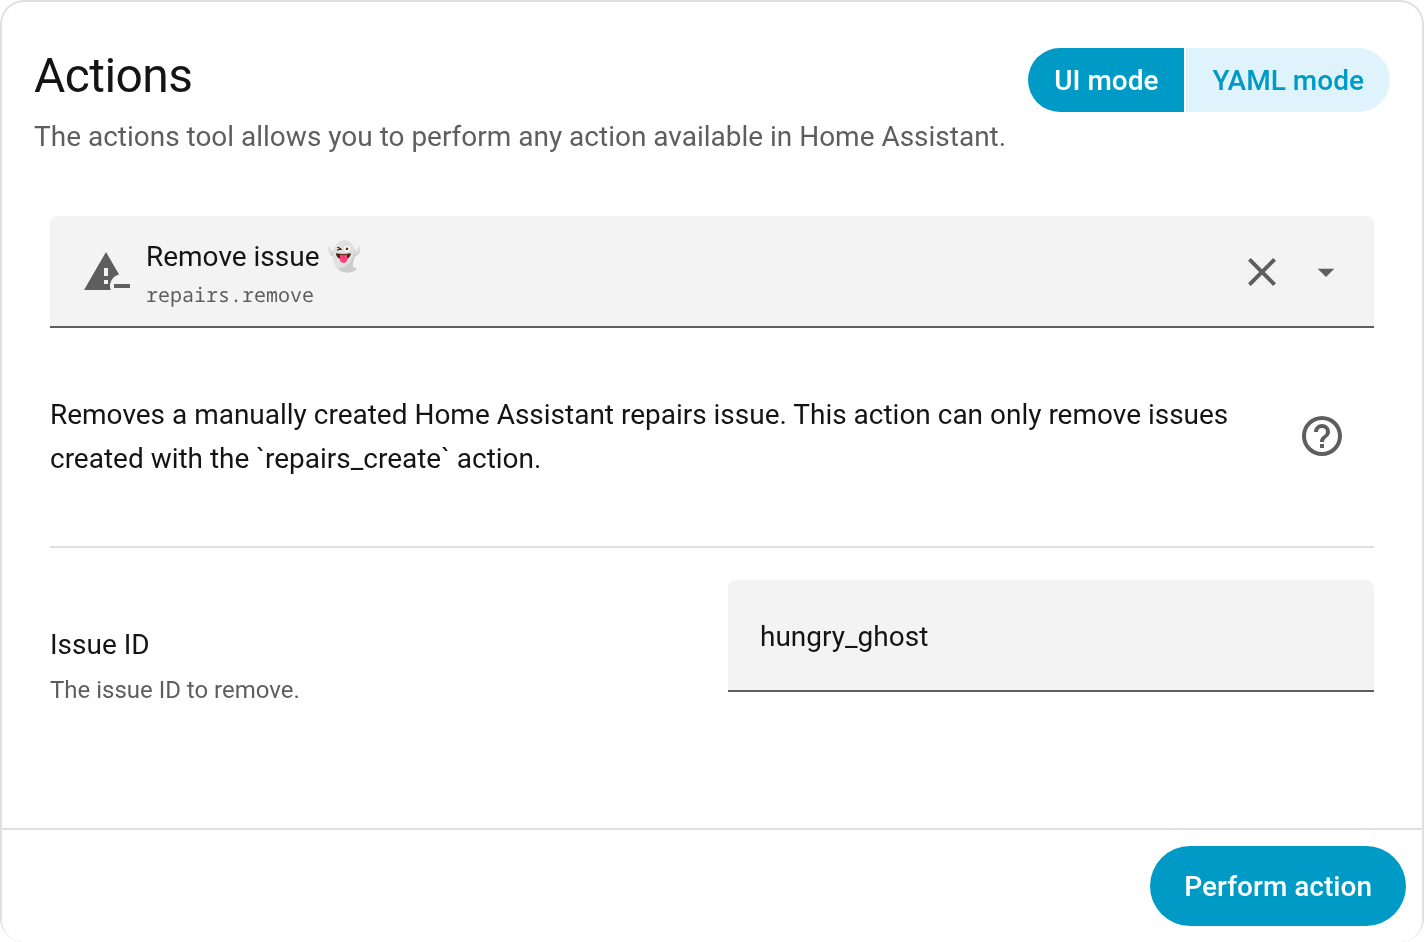 Actions
UI mode
YAML mode
The actions tool allows you to perform any action available in Home Assistant.
Remove issue 👻
repairs.remove
Removes a manually created Home Assistant repairs issue. This action can only remove issues
created with the `repairs_create` action.
Issue ID
The issue ID to remove.
hungry_ghost
Perform action